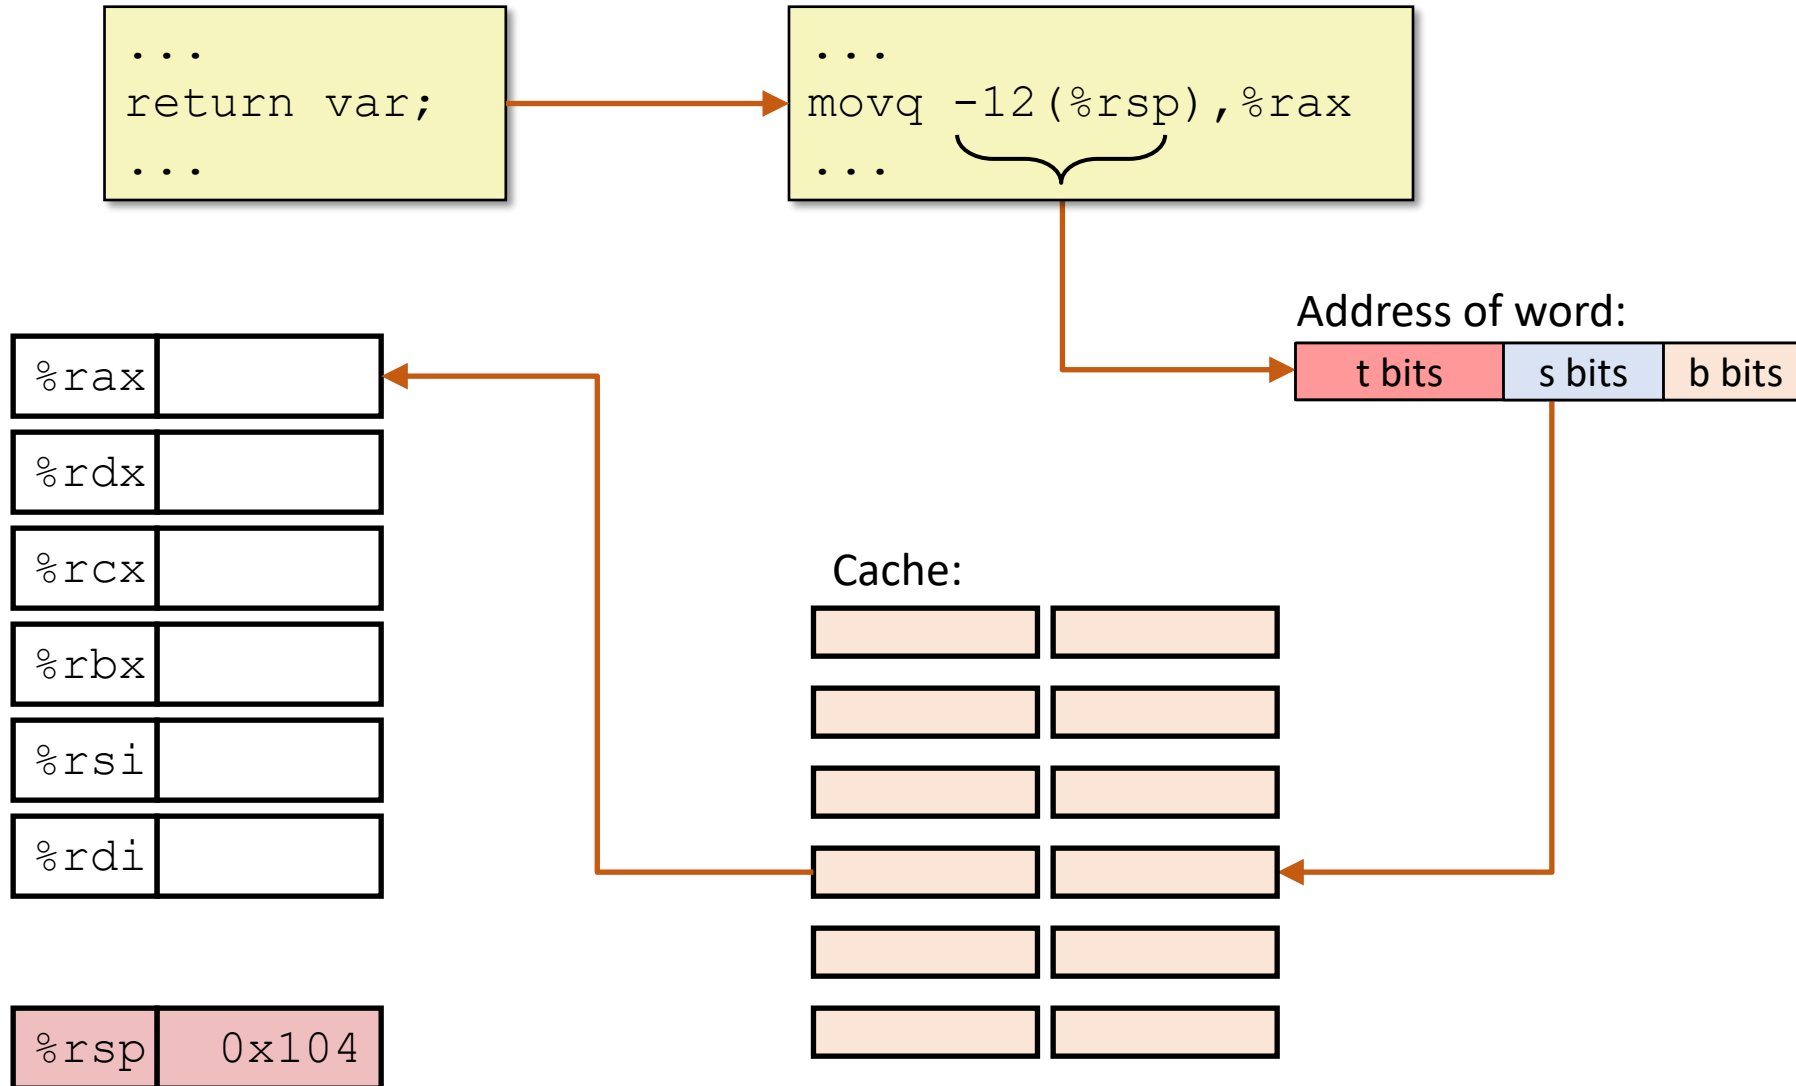 ...
return var;
...
...
movq -12(%rsp),%rax
...
Address of word:
t bits s bits b bits
%rax
%rdx
%rcx
%rbx
%rsi
%rdi
%rsp 0x104
Cache: